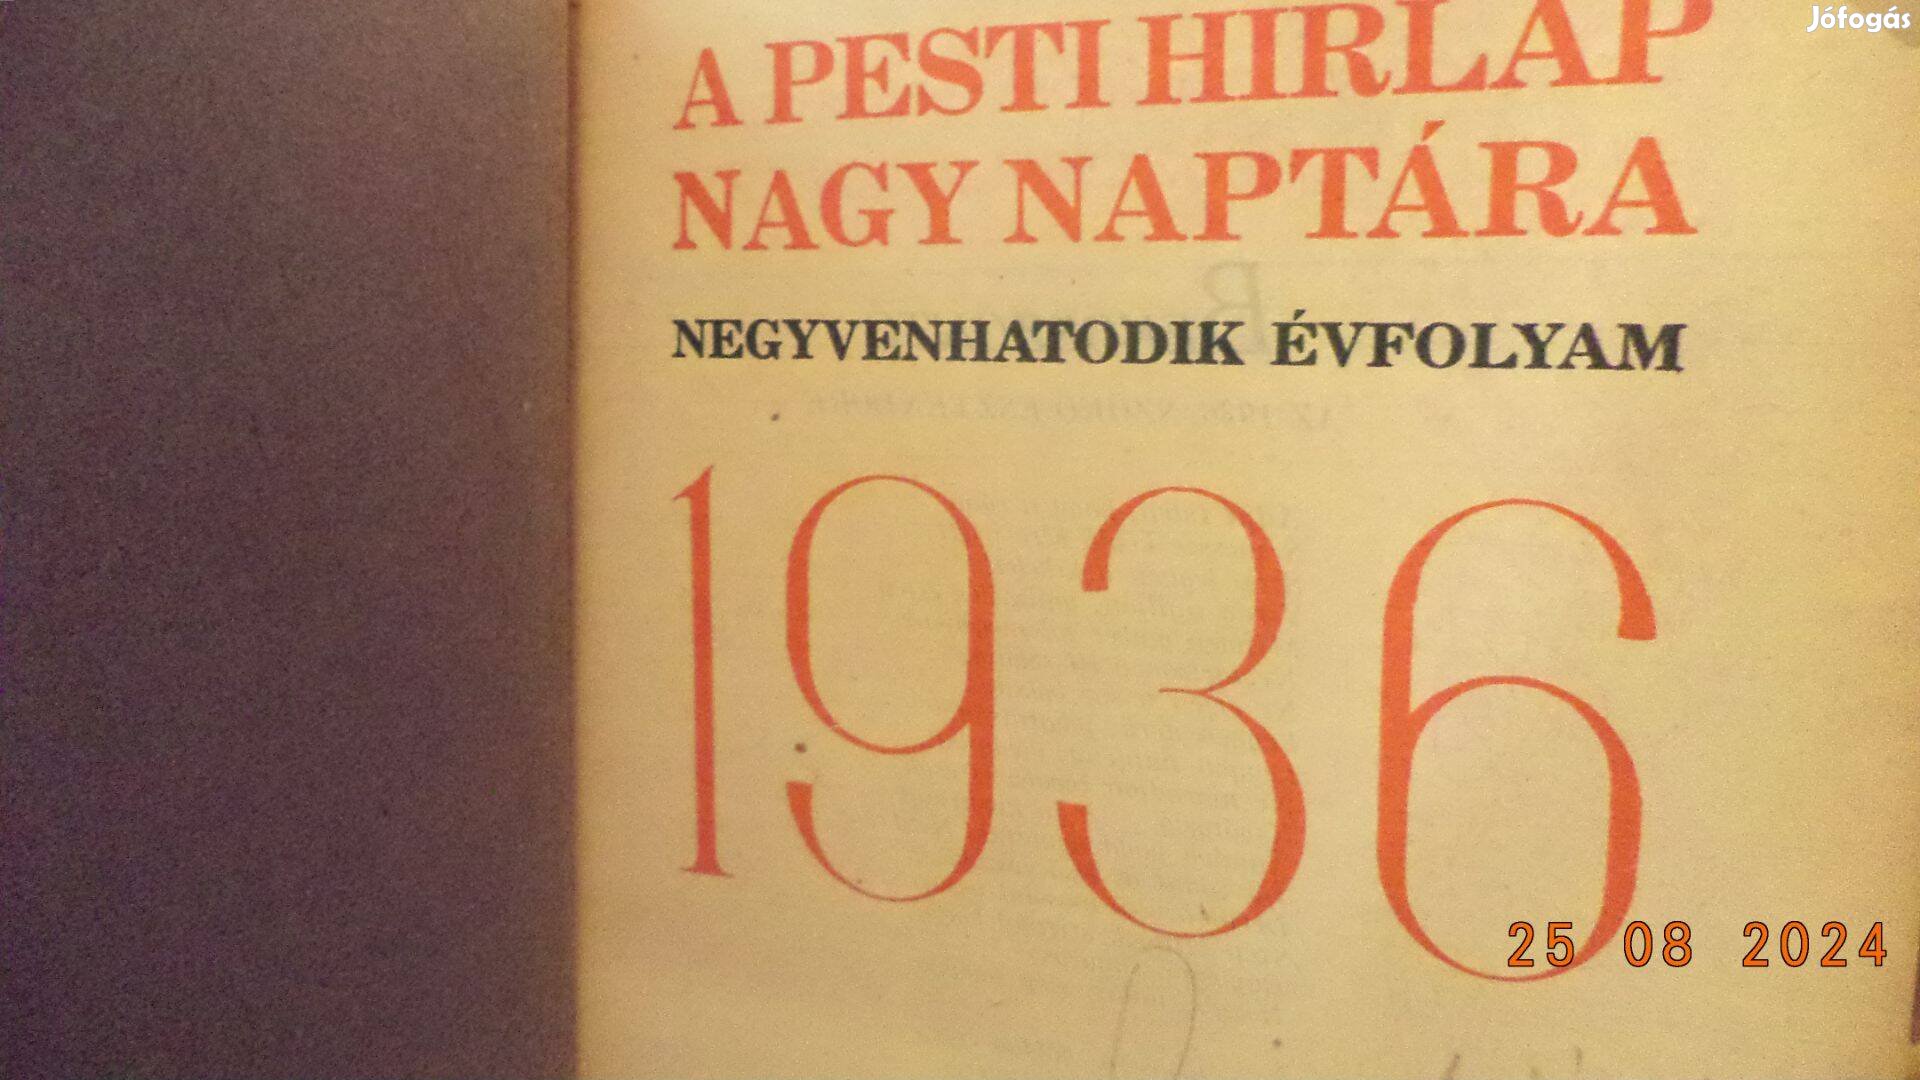 Jófogás
A PESTI HIRLAP
NAGY NAPTÁRA
NEGYVENHATODIK ÉVFOLYAM
1936
25 08 2024